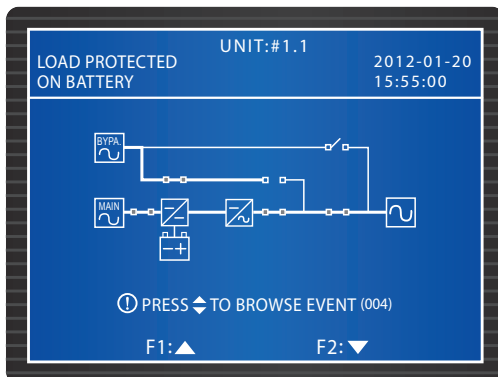 UNIT:#1.1
LOAD PROTECTED
ON BATTERY
2012-01-20
15:55:00
BYPA.
MAIN
PRESS TO BROWSE EVENT (004)
F1: F2: